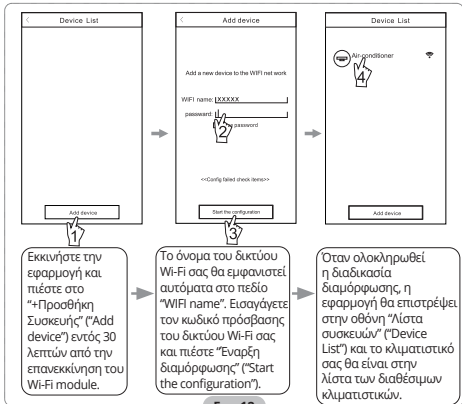 Device List
Add device
1
Add device
Add a new device to the WIFI net work
WIFI name: XXXXX
password:
2
password
<<Config failed check items>>
Start the configuration
3
Device List
Air-conditioner
4
Add device
Εκκινήστε την
εφαρμογή και
πιέστε στο
“+Προσθήκη
Συσκευής” (“Add
device”) εντός 30
λεπτών από την
επανεκκίνηση του
Wi-Fi module.
Το όνομα του δικτύου
Wi-Fi σας θα εμφανιστεί
αυτόματα στο πεδίο
“WIFI name”. Εισαγάγετε
τον κωδικό πρόσβασης
του δικτύου Wi-Fi σας
και πιέστε “Έναρξη
διαμόρφωσης” (“Start
the configuration”).
Όταν ολοκληρωθεί
η διαδικασία
διαμόρφωσης, η
εφαρμογή θα επιστρέψει
στην οθόνη “Λίστα
συσκευών” (“Device
List”) και το κλιματιστικό
σας θα είναι στην
λίστα των διαθέσιμων
κλιματιστικών.